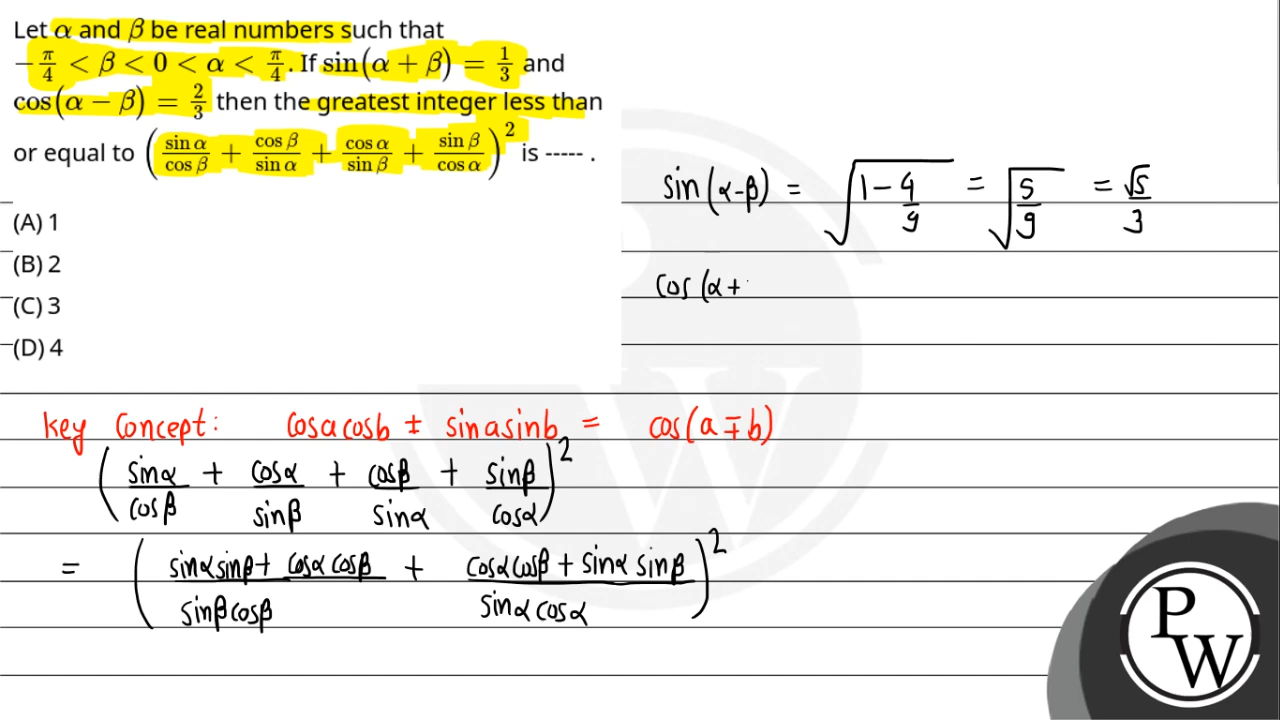 Let α and β be real numbers such that
−π/4 < β < 0 < α < π/4. If sin(α + β) = 1/3 and
cos(α − β) = 2/3 then the greatest integer less than
or equal to (sin α/cos β + cos β/sin α + cos α/sin β + sin β/cos α)² is ----- .
(A) 1
(B) 2
(C) 3
(D) 4
sin(α-β) = √(1-4/9) = √(5/9) = √5/3
cos (α +
key Concept: cosa cosb ± sina sinb = cos(a ∓ b)
(sinα/cosβ + cosα/sinβ + cosβ/sinα + sinβ/cosα)²
= ((sinα sinβ + cosα cosβ)/(sinβ cosβ) + (cosα cosβ + sinα sinβ)/(sinα cosα))²
P
W